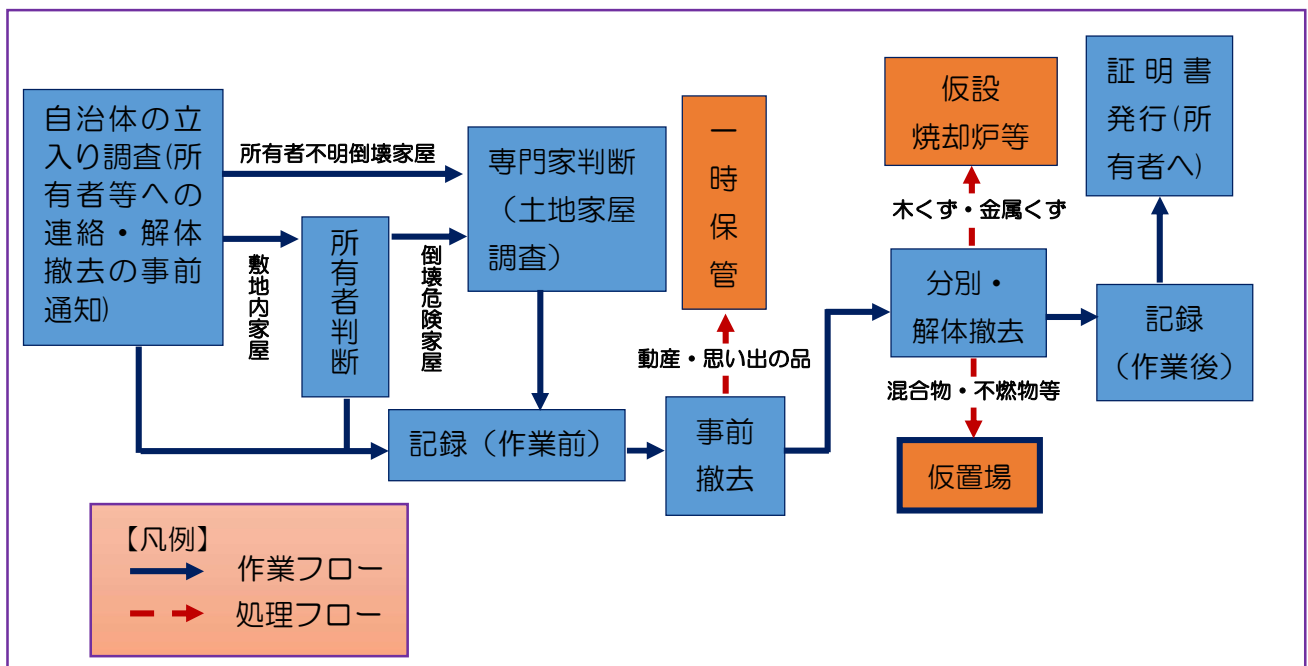 自治体の立
入り調査(所
有者等への
連絡・解体
撤去の事前
通知)
所有者不明倒壊家屋
敷地内家屋
所有者判断
倒壊危険家屋
専門家判断
（土地家屋
調査）
記録（作業前）
一時保管
動産・思い出の品
事前
撤去
仮設
焼却炉等
木くず・金属くず
分別・
解体撤去
混合物・不燃物等
仮置場
証明書
発行(所
有者へ)
記録
（作業後）
【凡例】
作業フロー
処理フロー